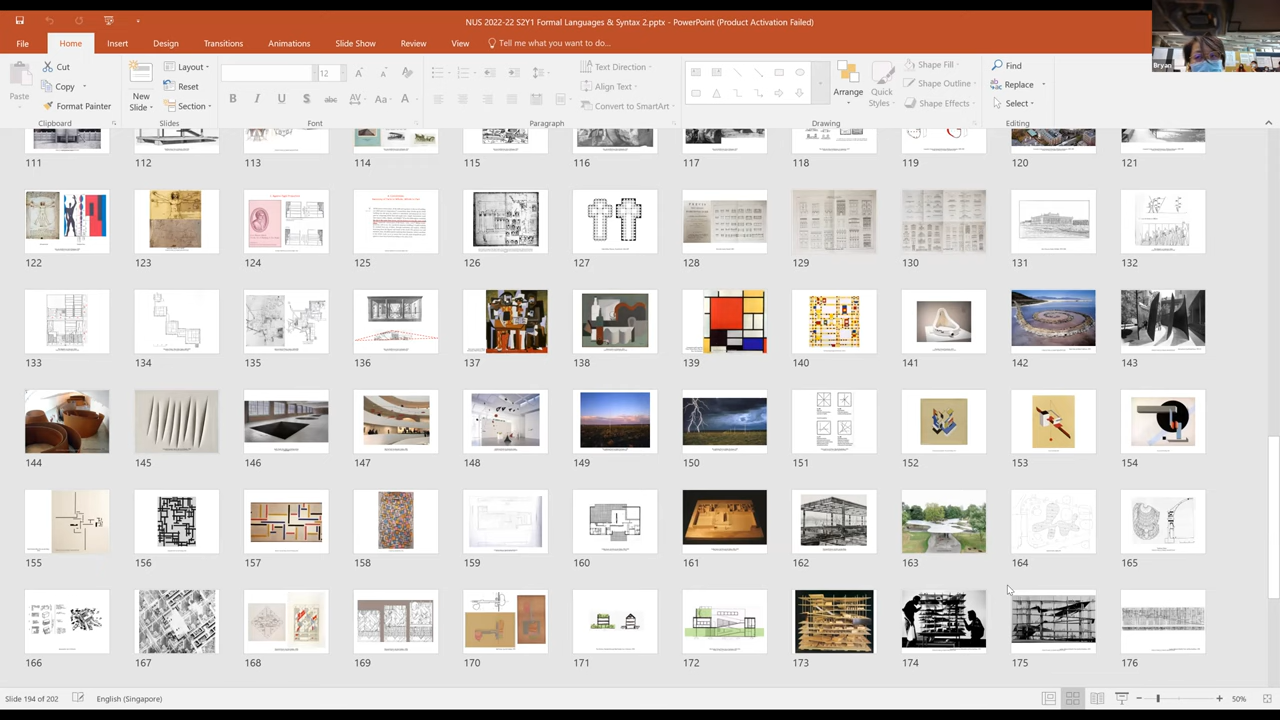 NUS 2022-22 S2Y1 Formal Languages & Syntax 2.pptx - PowerPoint (Product Activation Failed)
File Home Insert Design Transitions Animations Slide Show Review View Tell me what you want to do...
Bryan
Paste
Cut
Copy
Format Painter
Clipboard
New Slide
Layout
Reset
Section
Slides
12
B I U S abc AV Aa A
Font
Text Direction
Align Text
Convert to SmartArt
Paragraph
Arrange
Quick Styles
Shape Fill
Shape Outline
Shape Effects
Drawing
Find
Replace
Select
Editing
111 112 113 114 115 116 117 118 119 120 121
122 123 124 125 126 127 128 129 130 131 132
133 134 135 136 137 138 139 140 141 142 143
144 145 146 147 148 149 150 151 152 153 154
155 156 157 158 159 160 161 162 163 164 165
166 167 168 169 170 171 172 173 174 175 176
Slide 194 of 202 English (Singapore) 50%